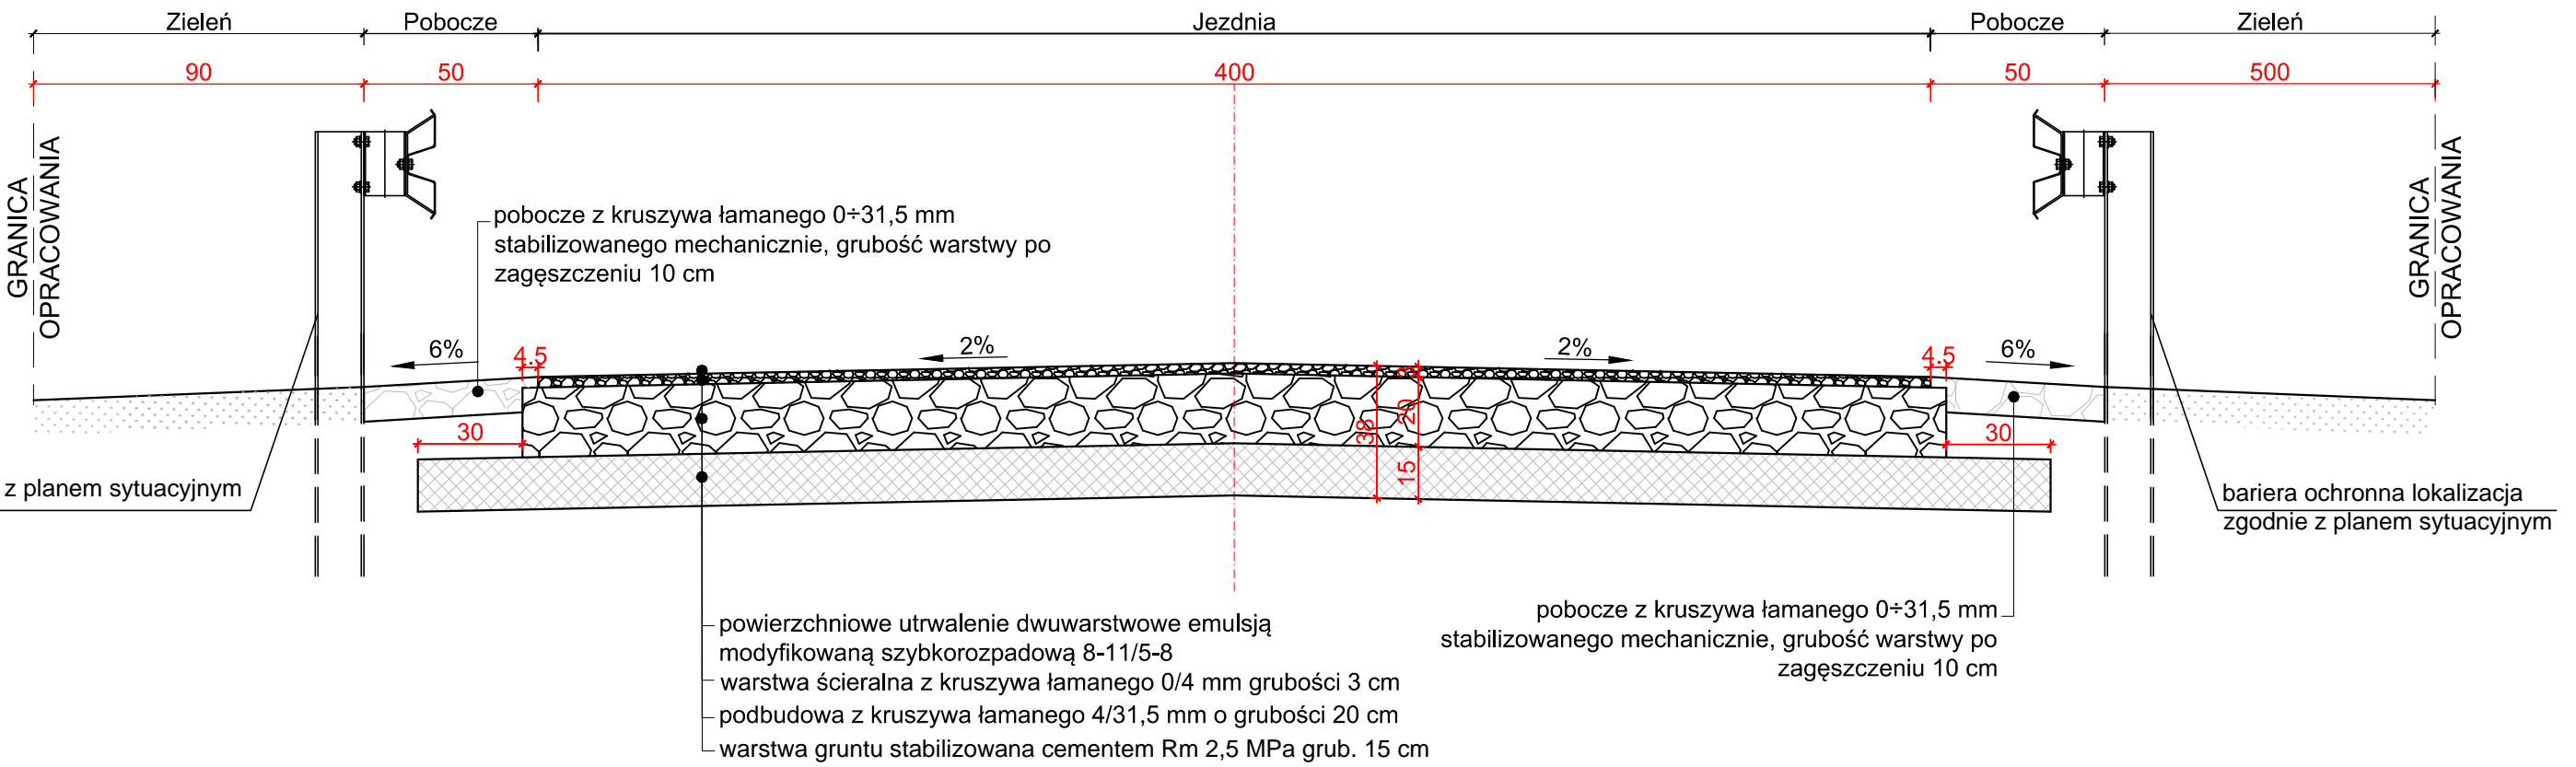 Zieleń
Pobocze
Jezdnia
Pobocze
Zieleń
90
50
400
50
500
GRANICA
OPRACOWANIA
GRANICA
OPRACOWANIA
pobocze z kruszywa łamanego 0÷31,5 mm
stabilizowanego mechanicznie, grubość warstwy po
zagęszczeniu 10 cm
6%
4.5
2%
2%
4.5
6%
30
3
20
38
15
30
z planem sytuacyjnym
bariera ochronna lokalizacja
zgodnie z planem sytuacyjnym
powierzchniowe utrwalenie dwuwarstwowe emulsją
modyfikowaną szybkorozpadową 8-11/5-8
warstwa ścieralna z kruszywa łamanego 0/4 mm grubości 3 cm
podbudowa z kruszywa łamanego 4/31,5 mm o grubości 20 cm
warstwa gruntu stabilizowana cementem Rm 2,5 MPa grub. 15 cm
pobocze z kruszywa łamanego 0÷31,5 mm
stabilizowanego mechanicznie, grubość warstwy po
zagęszczeniu 10 cm